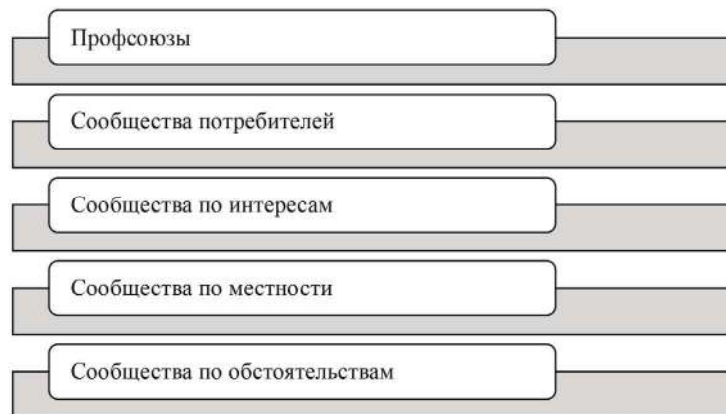 Профсоюзы
Сообщества потребителей
Сообщества по интересам
Сообщества по местности
Сообщества по обстоятельствам